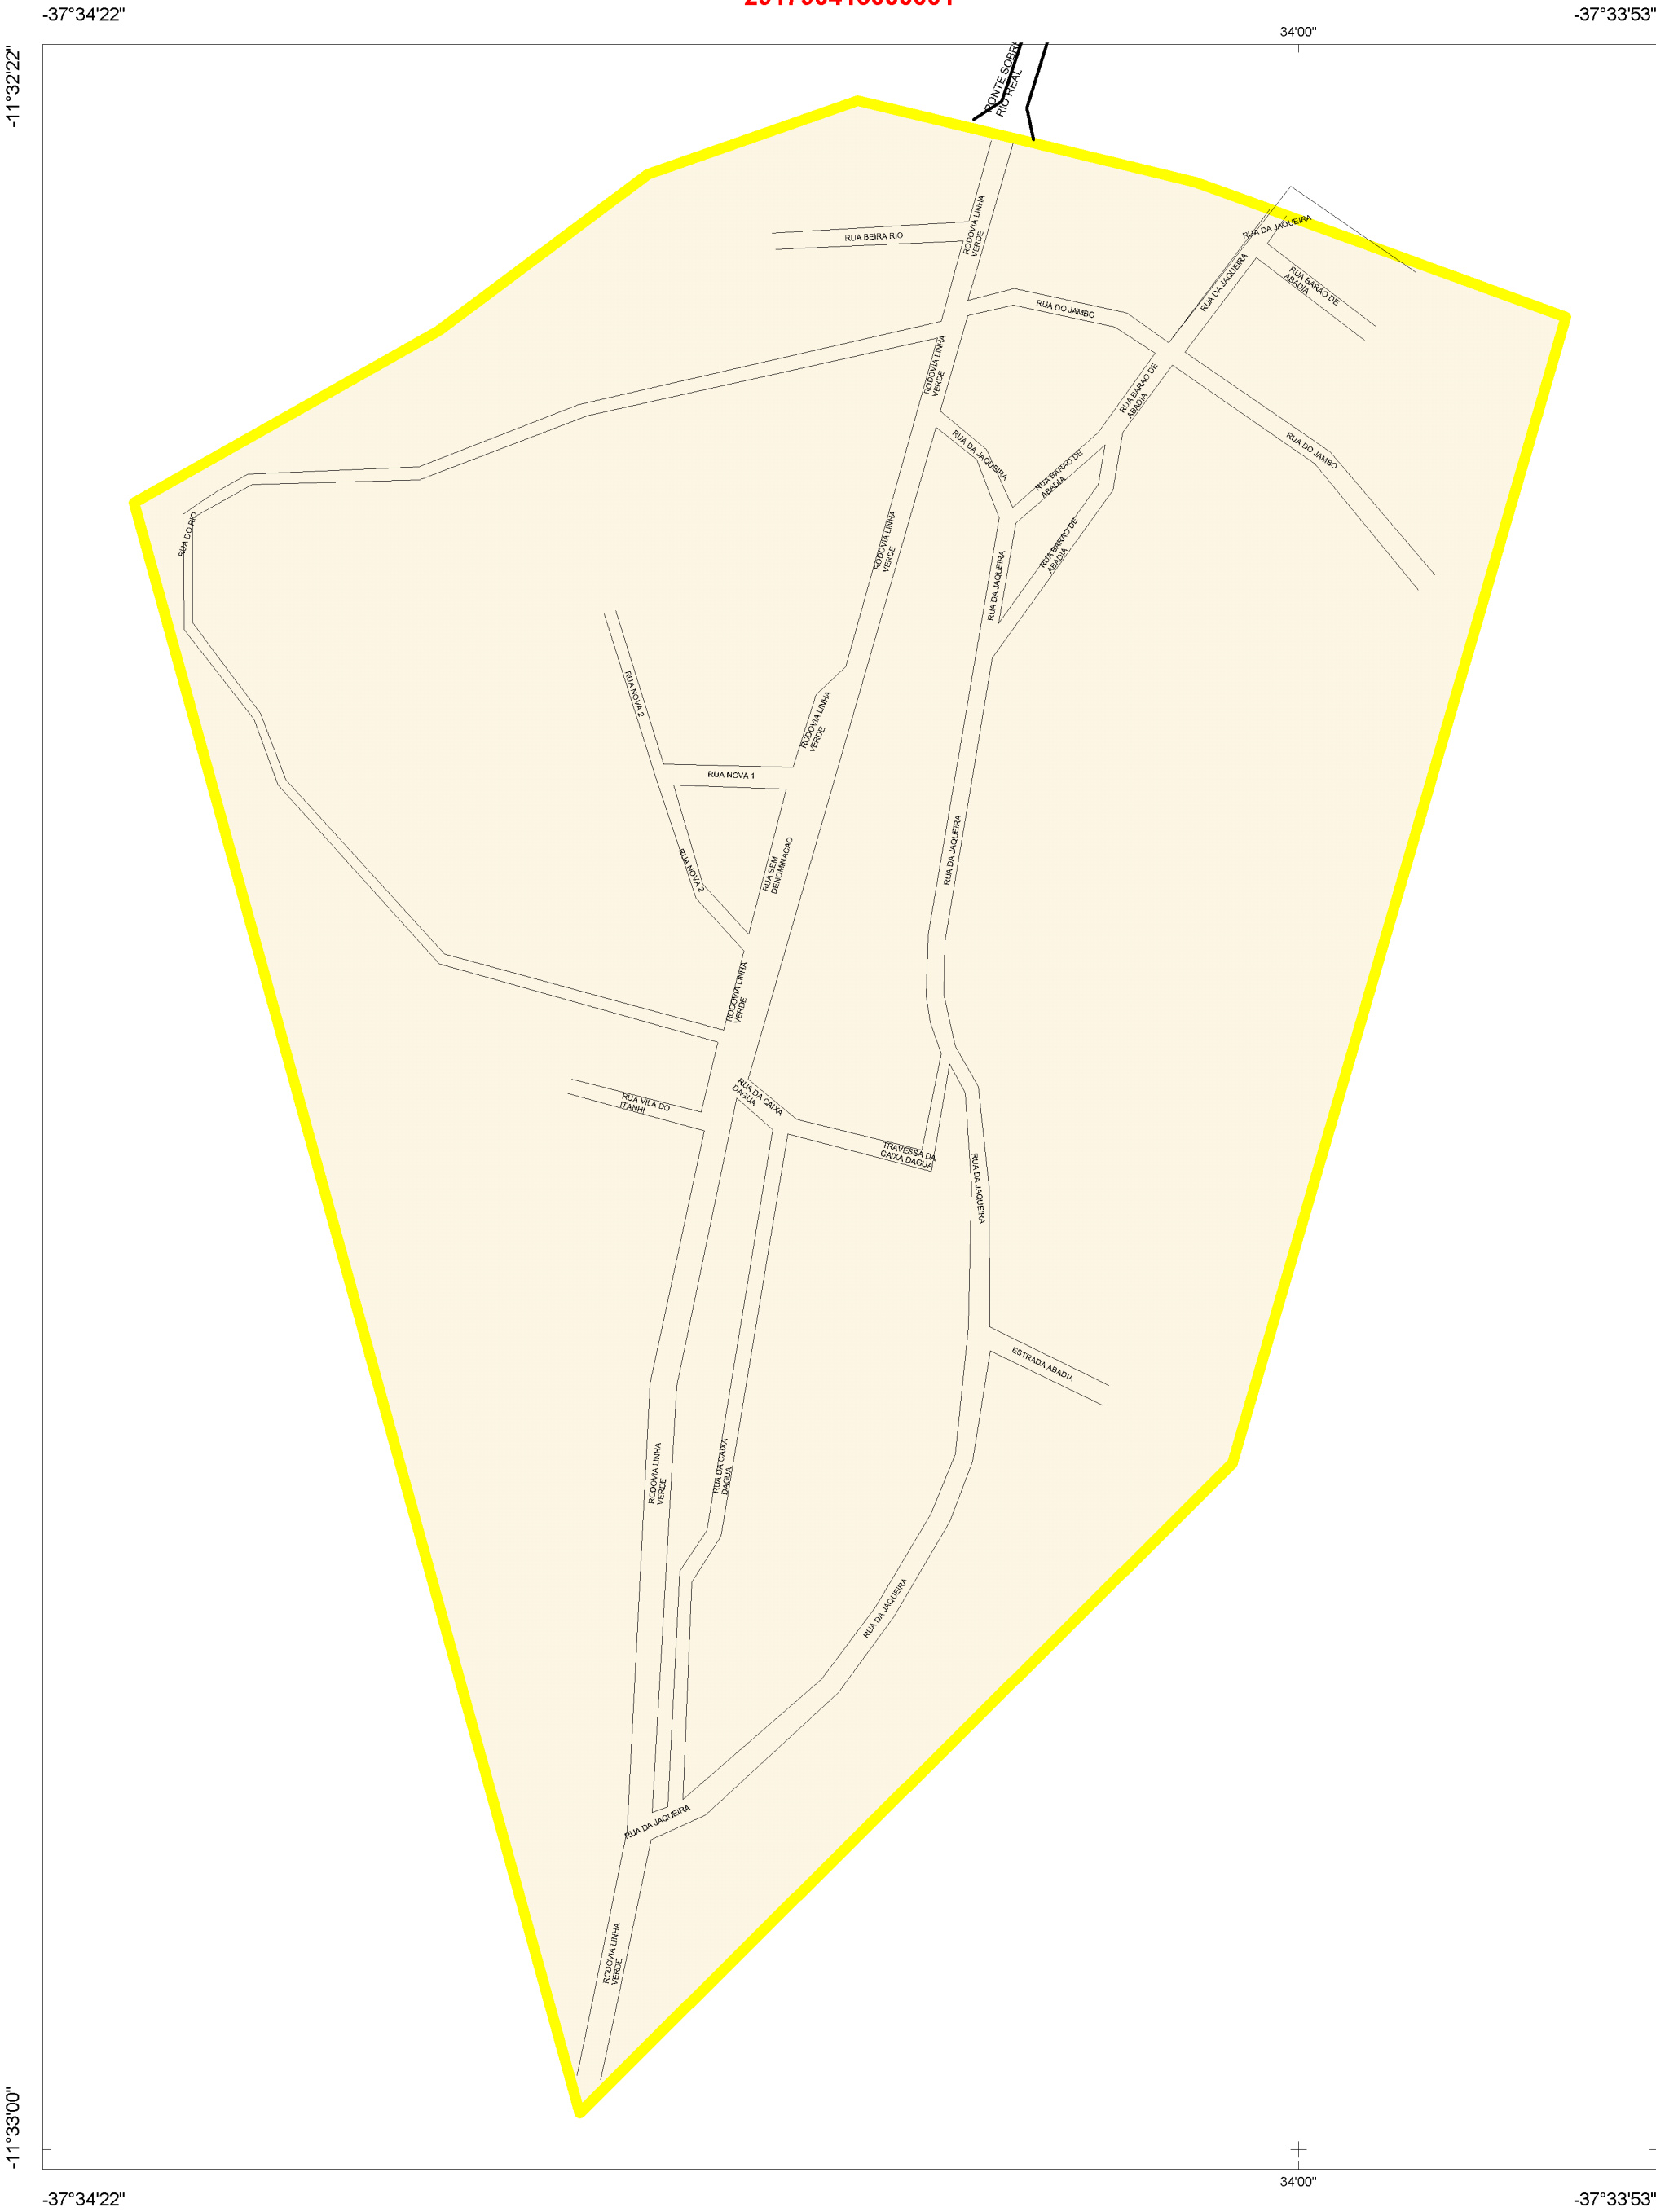 -37°34'22"
-37°33'53"
34'00"
-11°32'22"
RIO REAL
RODOVIA LINHA
VERDE
RUA BEIRA RIO
RUA DA JAQUEIRA
RUA DA JAQUEIRA
RUA BARAO DE
ABADIA
RUA DO JAMBO
RODOVIA LINHA
VERDE
RUA BARAO DE
ABADIA
RUA DA JAQUEIRA
RUA BARAO DE
ABADIA
RUA DO JAMBO
RUA DO RIO
RODOVIA LINHA
VERDE
RUA BARAO DE
ABADIA
RUA DA JAQUEIRA
RUA NOVA 2
RODOVIA LINHA
VERDE
RUA NOVA 1
RUA NOVA 2
RUA SEM
DENOMINACAO
RUA DA JAQUEIRA
RODOVIA LINHA
VERDE
RUA VILA DO
ITANHI
RUA DA CAIXA
DAGUA
TRAVESSA DA
CAIXA DAGUA
RUA DA JAQUEIRA
ESTRADA ABADIA
RODOVIA LINHA
VERDE
RUA DA CAIXA
DAGUA
RUA DA JAQUEIRA
RUA DA JAQUEIRA
RODOVIA LINHA
VERDE
-11°33'00"
34'00"
-37°34'22"
-37°33'53"